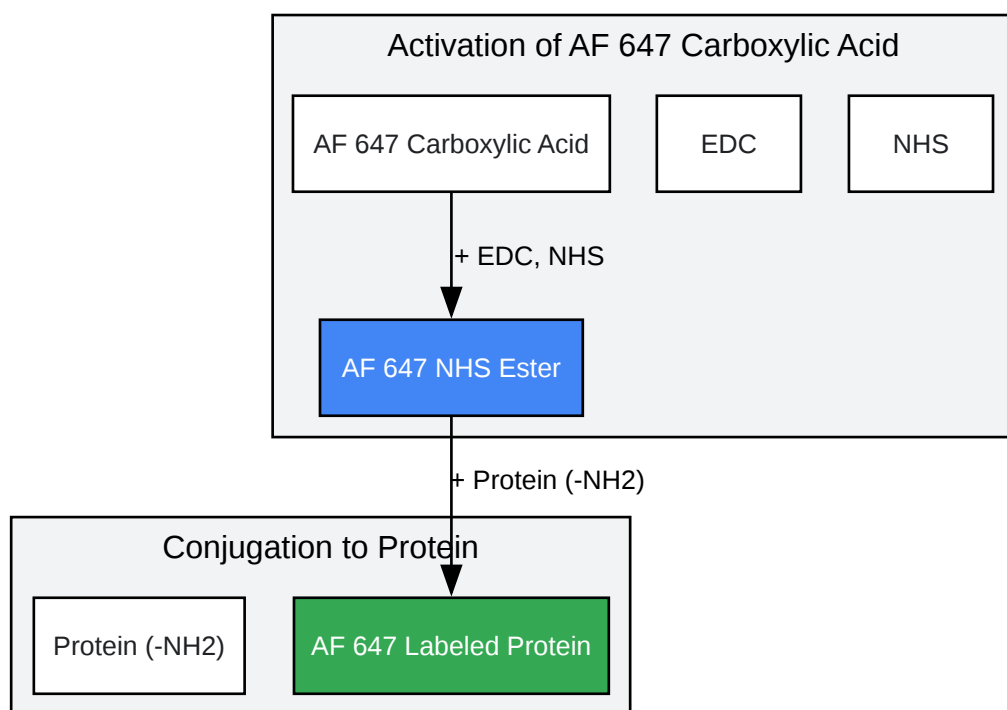 Activation of AF 647 Carboxylic Acid
AF 647 Carboxylic Acid
EDC
NHS
+ EDC, NHS
AF 647 NHS Ester
+ Protein (-NH2)
Conjugation to Protein
Protein (-NH2)
AF 647 Labeled Protein